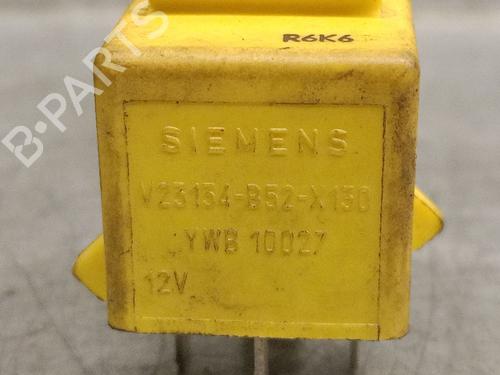 R6K6
SIEMENS
V23134-B52-X130
YWB 10027
12V
B-PARTS